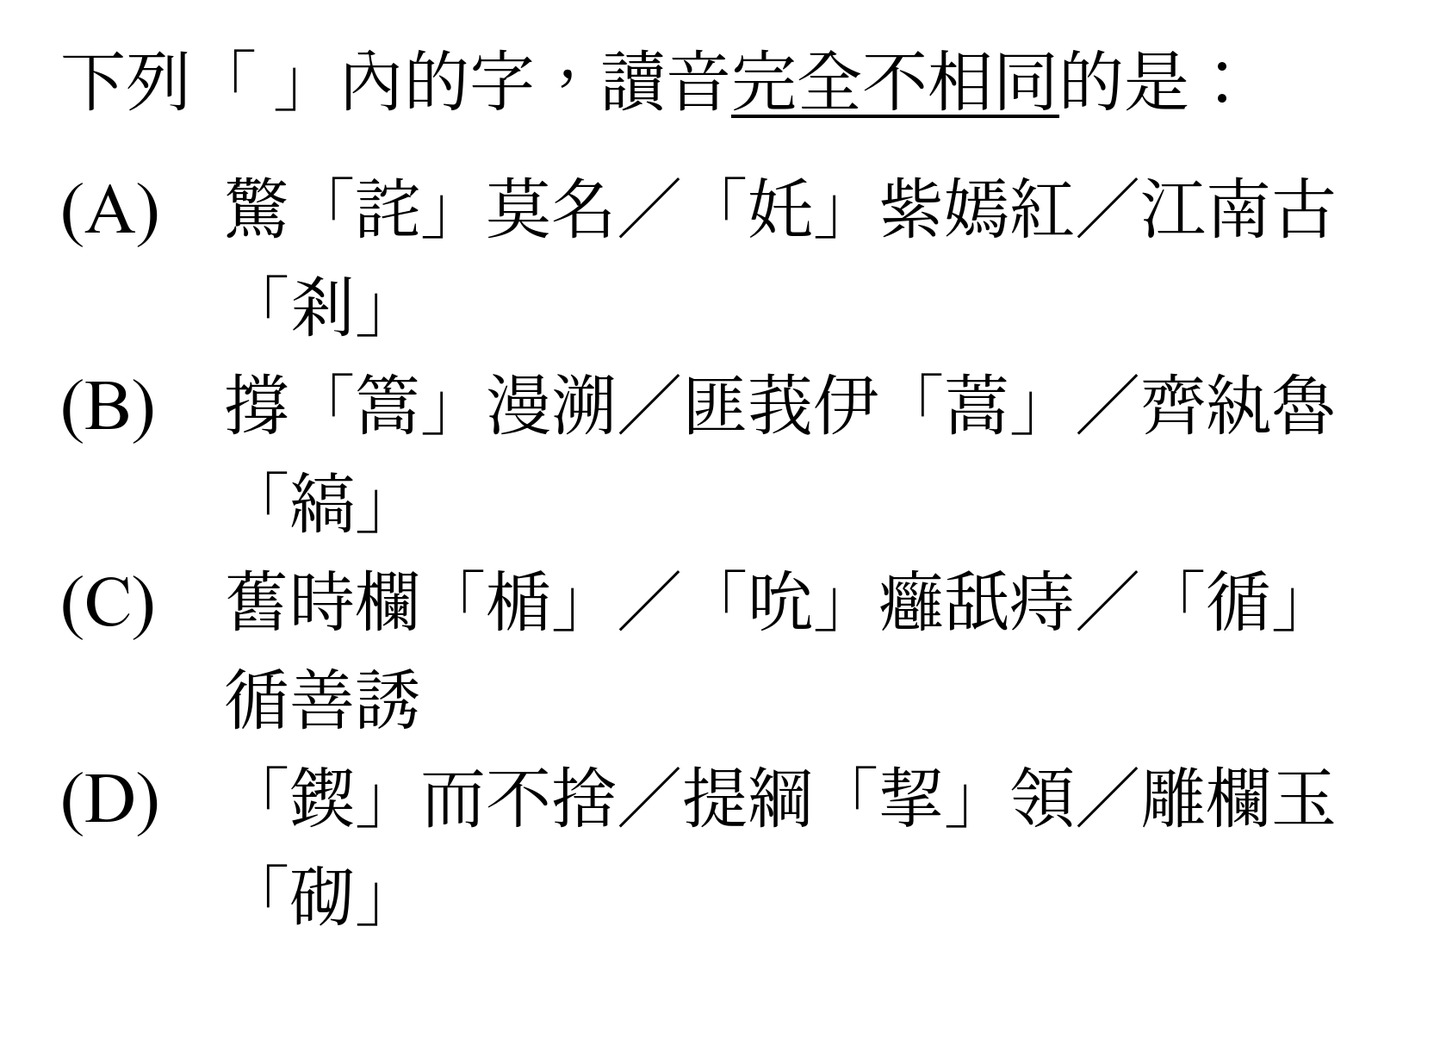 下列「 」內的字，讀音完全不相同的是：
(A) 驚「詫」莫名／「奼」紫嫣紅／江南古
「剎」
(B) 撐「篙」漫溯／匪莪伊「蒿」／齊紈魯
「縞」
(C) 舊時欄「楯」／「吮」癰舐痔／「循」
循善誘
(D) 「鍥」而不捨／提綱「挈」領／雕欄玉
「砌」